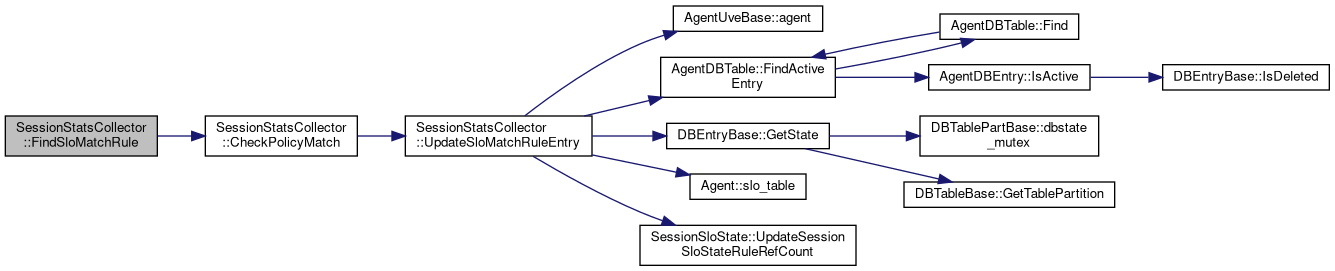 SessionStatsCollector
::FindSloMatchRule
SessionStatsCollector
::CheckPolicyMatch
SessionStatsCollector
::UpdateSloMatchRuleEntry
AgentUveBase::agent
AgentDBTable::FindActive
Entry
AgentDBTable::Find
AgentDBEntry::IsActive
DBEntryBase::IsDeleted
DBEntryBase::GetState
DBTablePartBase::dbstate
_mutex
DBTableBase::GetTablePartition
Agent::slo_table
SessionSloState::UpdateSession
SloStateRuleRefCount